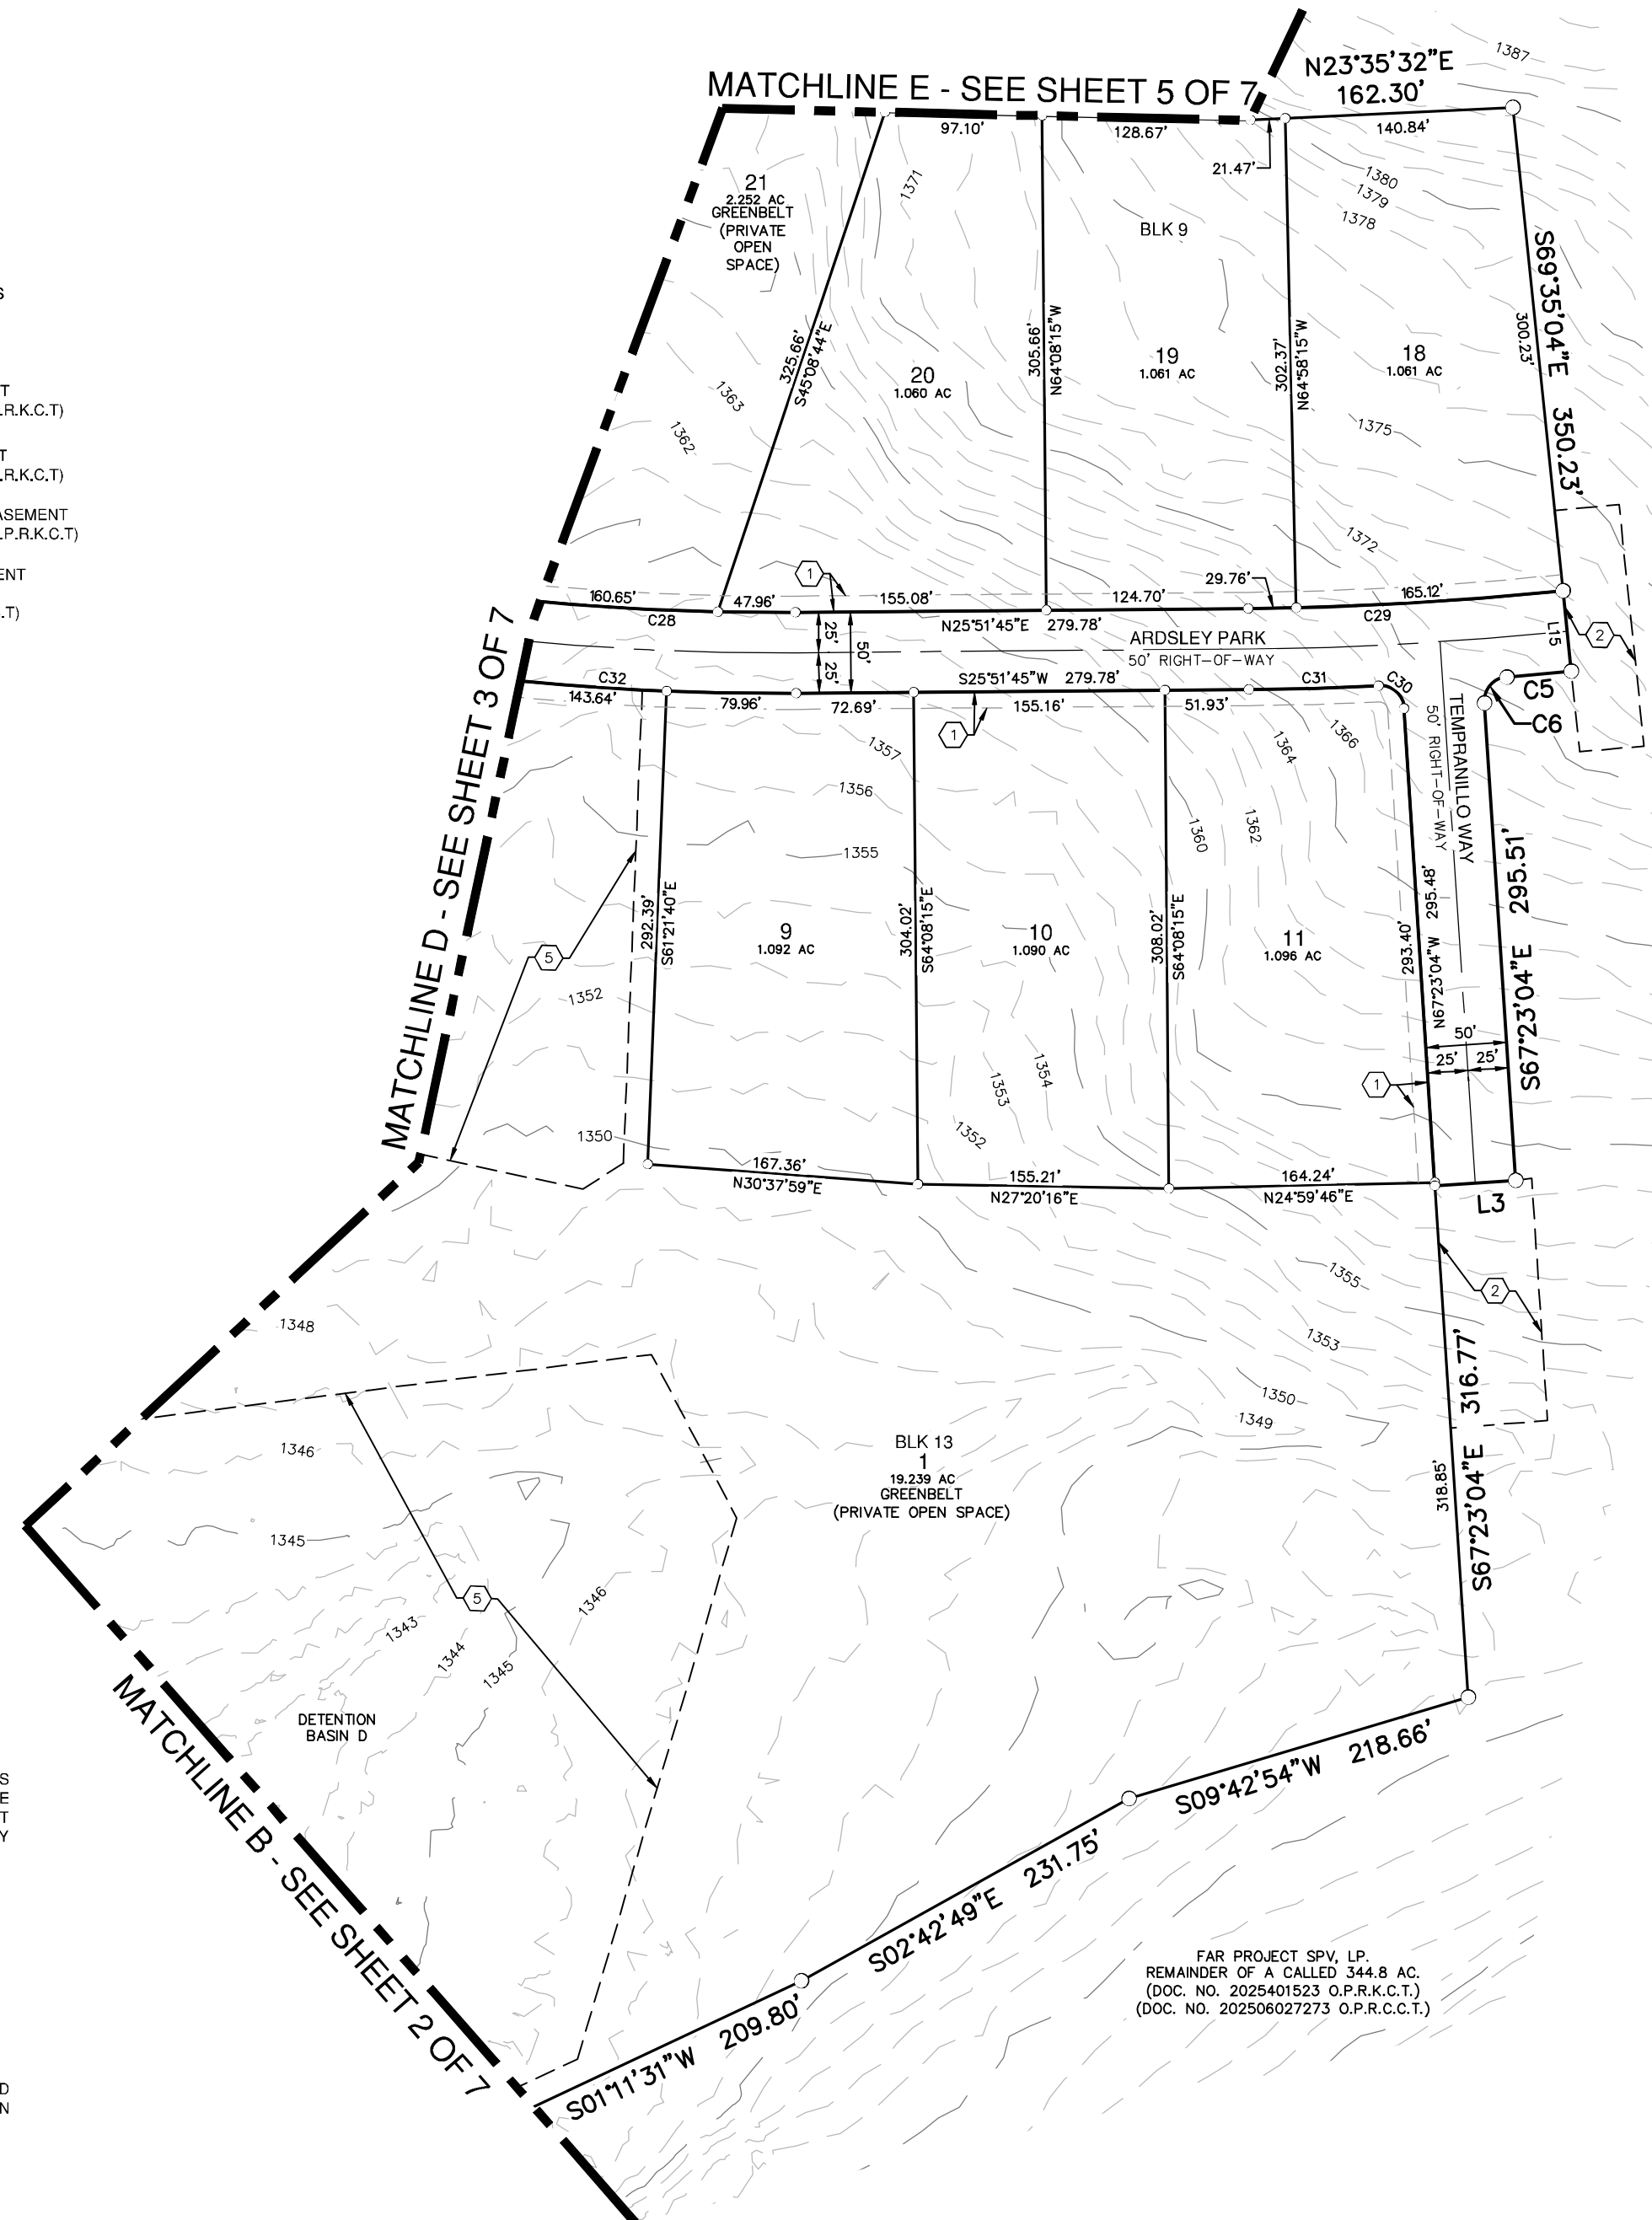 MATCHLINE E - SEE SHEET 5 OF 7
N23°35'32"E
162.30'
1387
97.10'
128.67'
140.84'
21.47'
21
2.252 AC
GREENBELT
(PRIVATE
OPEN
SPACE)
1371
BLK 9
1380
1379
1378
S69°35'04"E 350.23'
300.23'
325.66'
S45°08'44"E
305.66'
N64°08'15"W
302.37'
N64°58'15"W
20
1.060 AC
19
1.061 AC
18
1.061 AC
1363
1362
1375
1372
S
T
.R.K.C.T)
T
.R.K.C.T)
ASEMENT
.P.R.K.C.T)
ENT
.T)
1
160.65'
C28
47.96'
155.08'
124.70'
29.76'
165.12'
C29
N25°51'45"E 279.78'
25'
25'
50'
ARDSLEY PARK
50' RIGHT-OF-WAY
L15
2
MATCHLINE D - SEE SHEET 3 OF 7
C32
143.64'
79.96'
72.69'
S25°51'45"W 279.78'
155.16'
51.93'
C31
C30
C5
C6
1
TEMPRANILLO WAY
50' RIGHT-OF-WAY
1357
1356
1355
1364
1366
1360
1362
292.39'
S61°21'40"E
304.02'
S64°08'15"E
308.02'
S64°08'15"E
293.40'
N67°23'04"W 295.48'
S67°23'04"E 295.51'
9
1.092 AC
10
1.090 AC
11
1.096 AC
5
1352
1350
1353
1354
1352
50'
25'
25'
1
167.36'
N30°37'59"E
155.21'
N27°20'16"E
164.24'
N24°59'46"E
L3
2
1355
1353
1350
1349
1348
1346
1345
BLK 13
1
19.239 AC
GREENBELT
(PRIVATE OPEN SPACE)
318.85'
S67°23'04"E 316.77'
5
1346
1343
1344
1345
DETENTION
BASIN D
MATCHLINE B - SEE SHEET 2 OF 7
S09°42'54"W 218.66'
S02°42'49"E 231.75'
S01°11'31"W 209.80'
FAR PROJECT SPV, LP.
REMAINDER OF A CALLED 344.8 AC.
(DOC. NO. 2025401523 O.P.R.K.C.T.)
(DOC. NO. 202506027273 O.P.R.C.C.T.)
S
E
T
Y
D
N